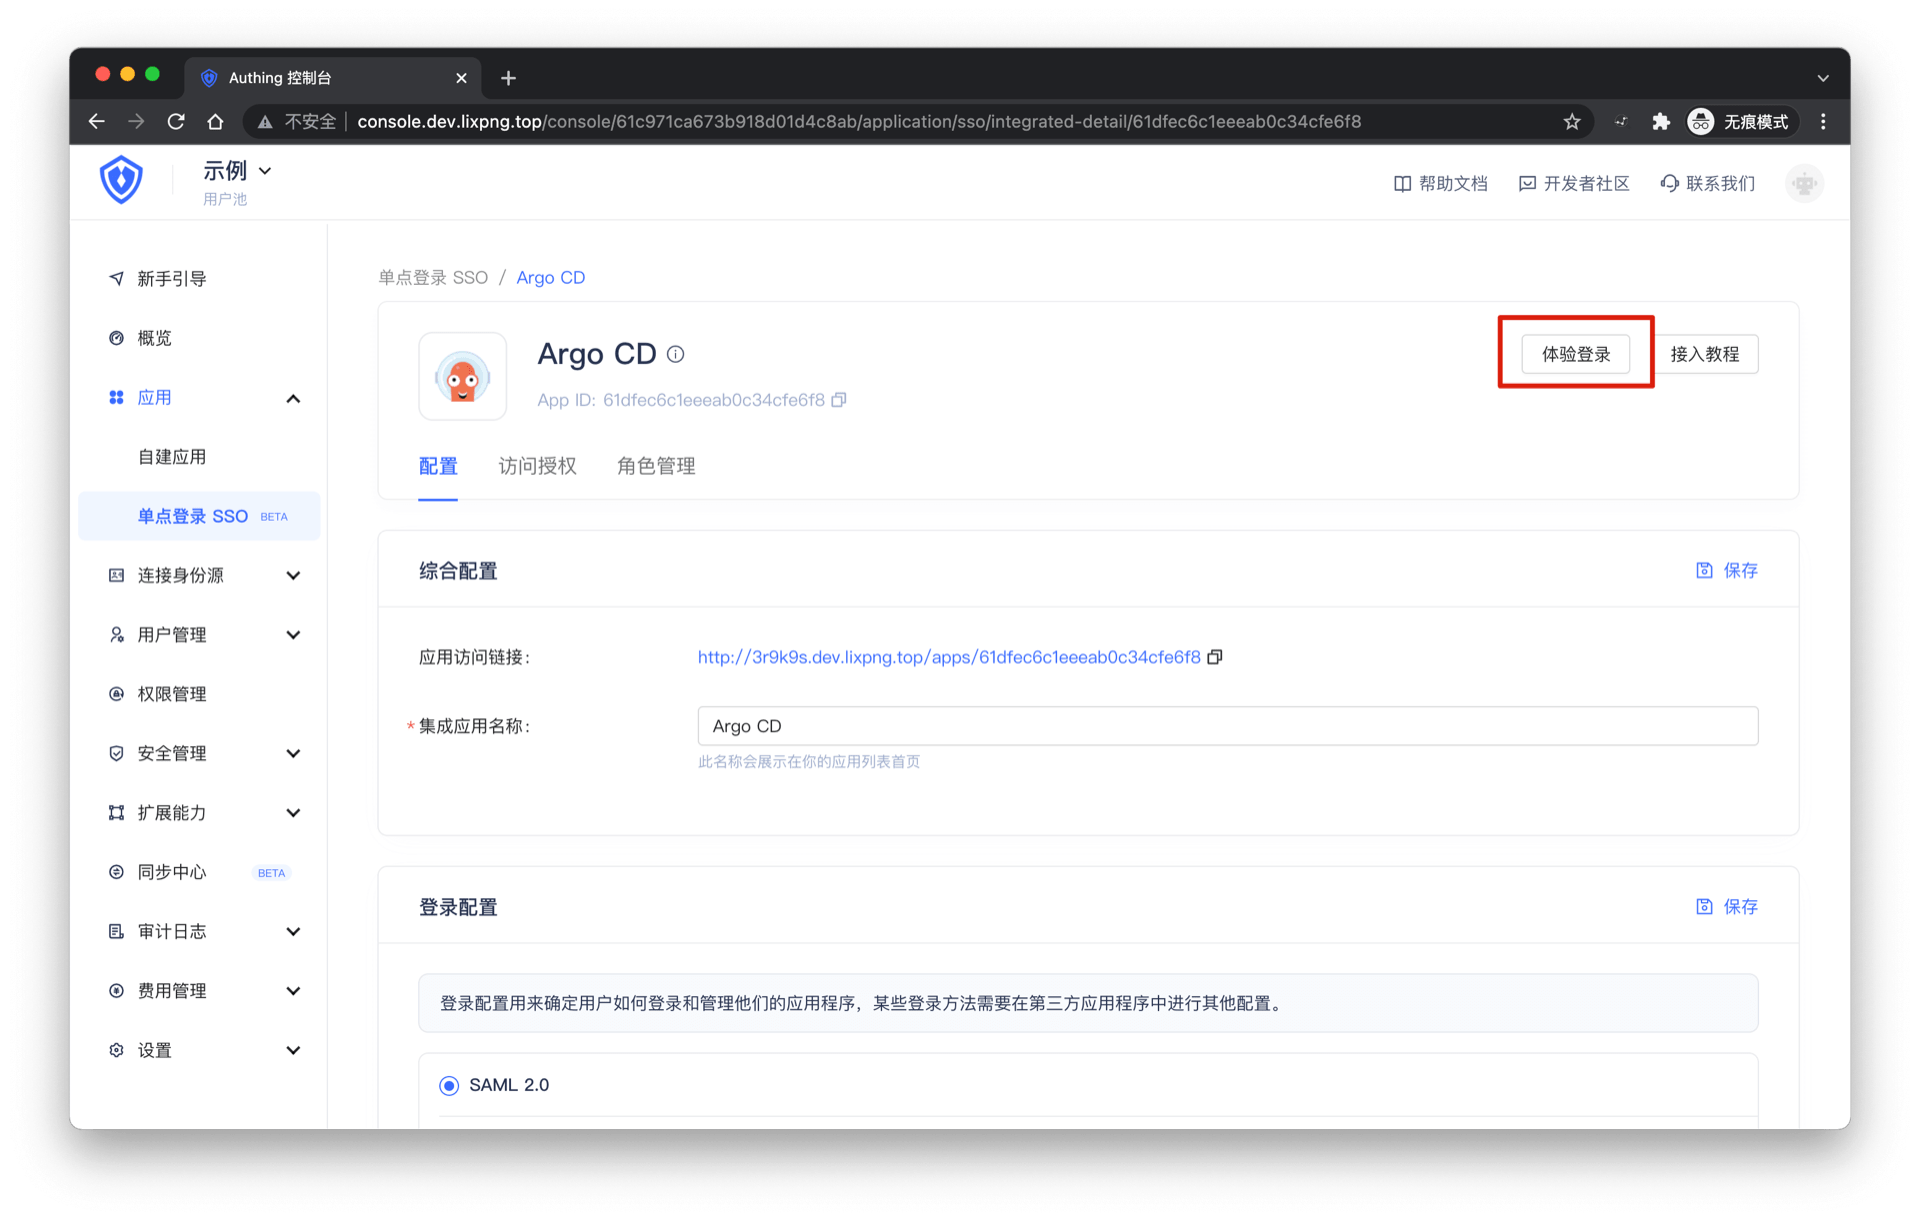 Authing 控制台
不安全 console.dev.lixpng.top/console/61c971ca673b918d01d4c8ab/application/sso/integrated-detail/61dfec6c1eeeab0c34cfe6f8
无痕模式
示例
用户池
帮助文档
开发者社区
联系我们
新手引导
概览
应用
自建应用
单点登录 SSO BETA
连接身份源
用户管理
权限管理
安全管理
扩展能力
同步中心 BETA
审计日志
费用管理
设置
单点登录 SSO / Argo CD
Argo CD
App ID: 61dfec6c1eeeab0c34cfe6f8
体验登录
接入教程
配置 访问授权 角色管理
综合配置
保存
应用访问链接: http://3r9k9s.dev.lixpng.top/apps/61dfec6c1eeeab0c34cfe6f8
* 集成应用名称: Argo CD
此名称会展示在你的应用列表首页
登录配置
保存
登录配置用来确定用户如何登录和管理他们的应用程序，某些登录方法需要在第三方应用程序中进行其他配置。
SAML 2.0